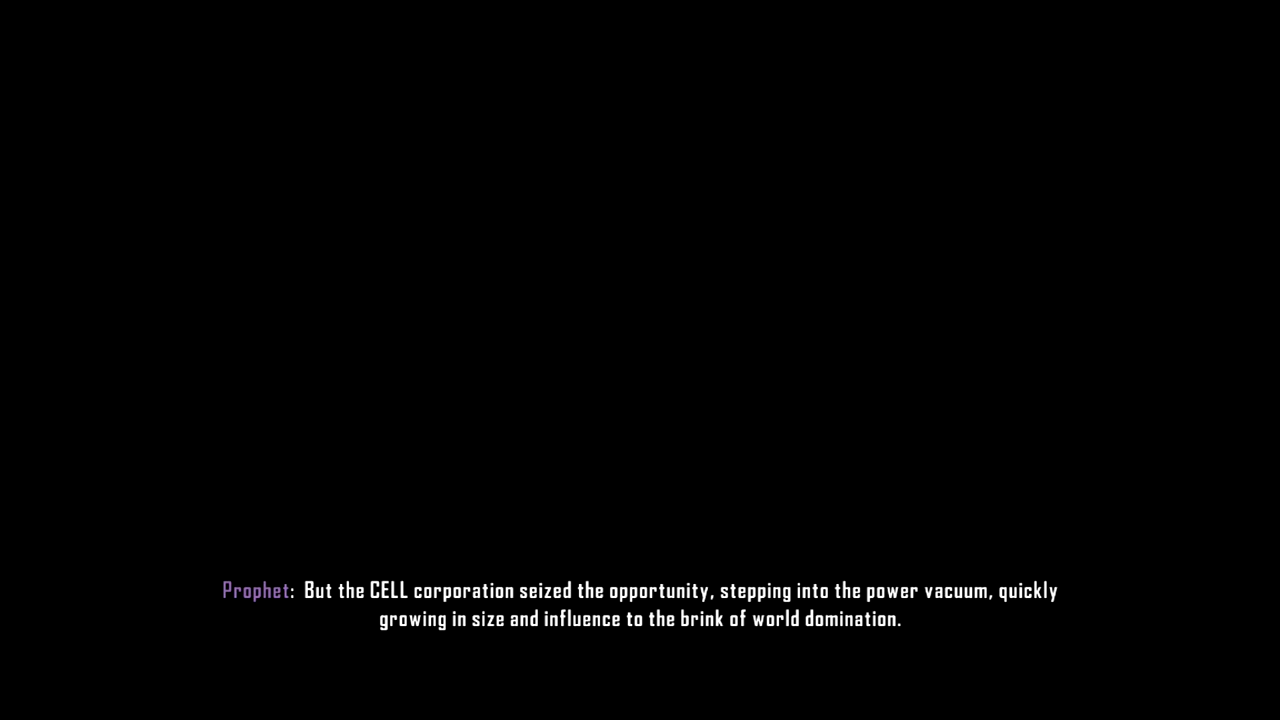 Prophet: But the CELL corporation seized the opportunity, stepping into the power vacuum, quickly
growing in size and influence to the brink of world domination.